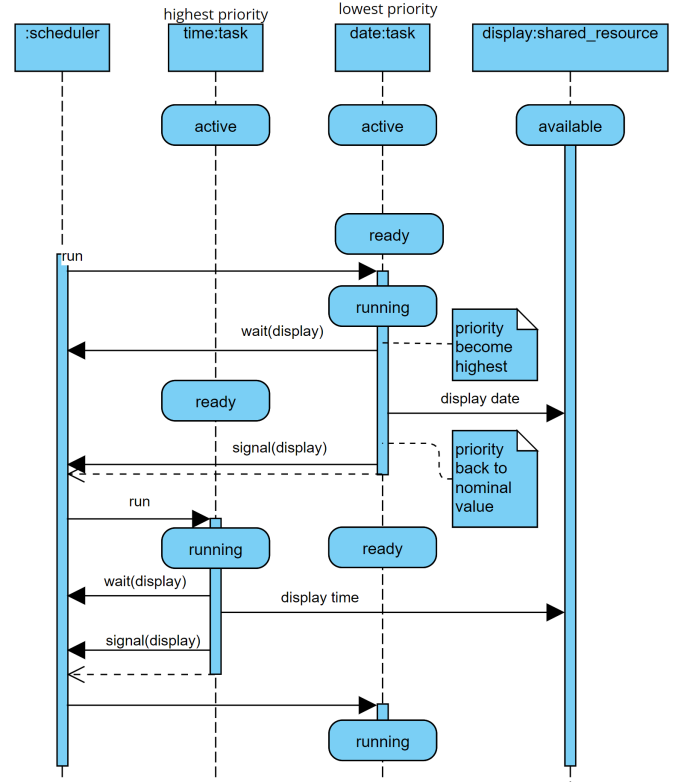 highest priority
lowest priority
:scheduler
time:task
date:task
display:shared_resource
active
active
available
ready
run
running
wait(display)
priority
become
highest
ready
display date
signal(display)
priority
back to
nominal
value
run
running
ready
wait(display)
display time
signal(display)
running